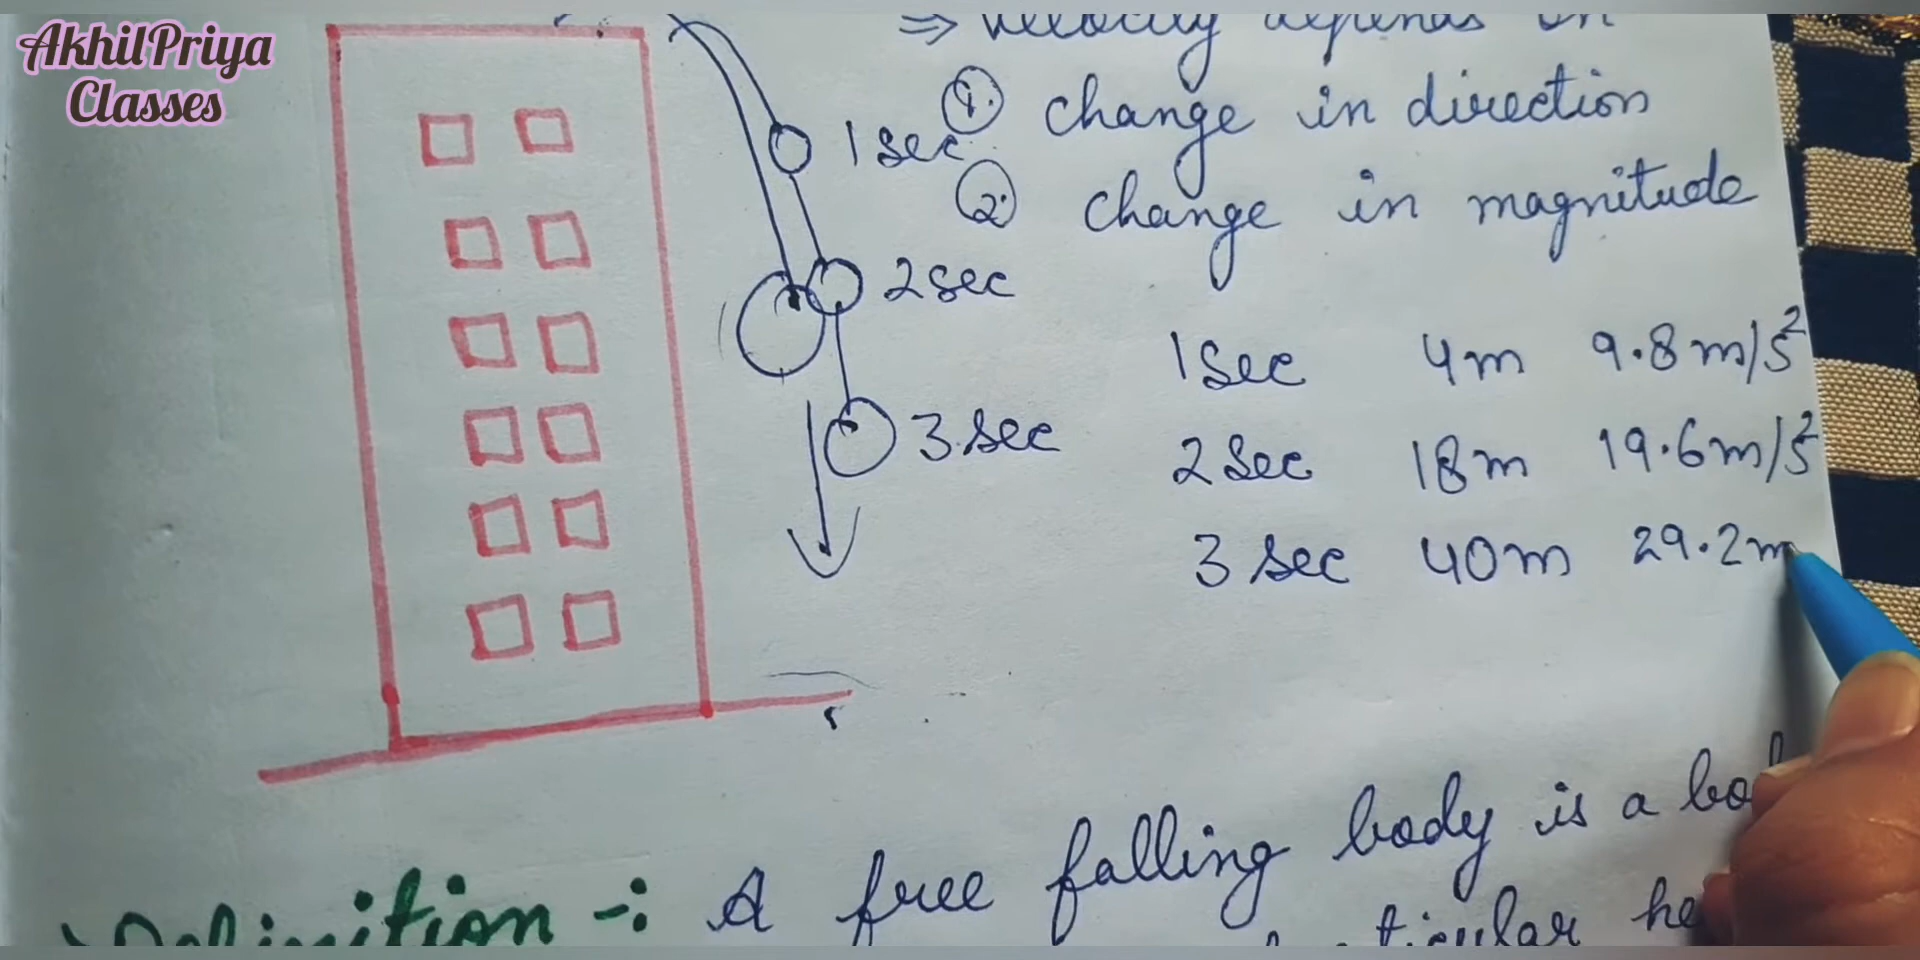 AkhilPriya
Classes
⇒ Velocity depends on
1. change in direction
2. change in magnitude
1 sec
2 sec
3 sec
1 sec 4m 9.8 m/s²
2 sec 18m 19.6 m/s²
3 sec 40m 29.2 m
Definition -: A free falling body is a